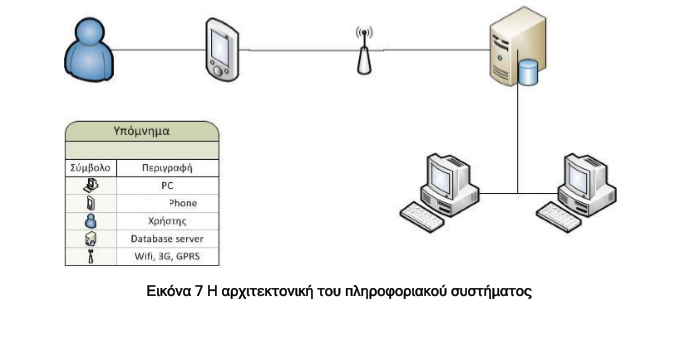 Υπόμνημα
Σύμβολο Περιγραφή
PC
Phone
Χρήστης
Database server
Wifi, 3G, GPRS
Εικόνα 7 Η αρχιτεκτονική του πληροφοριακού συστήματος